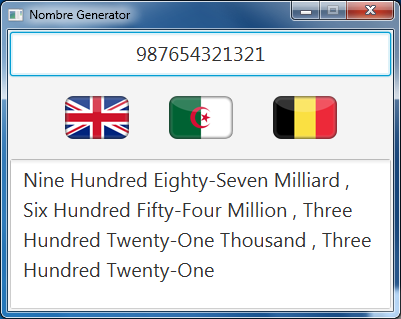 Nombre Generator
987654321321
Nine Hundred Eighty-Seven Milliard ,
Six Hundred Fifty-Four Million , Three
Hundred Twenty-One Thousand , Three
Hundred Twenty-One